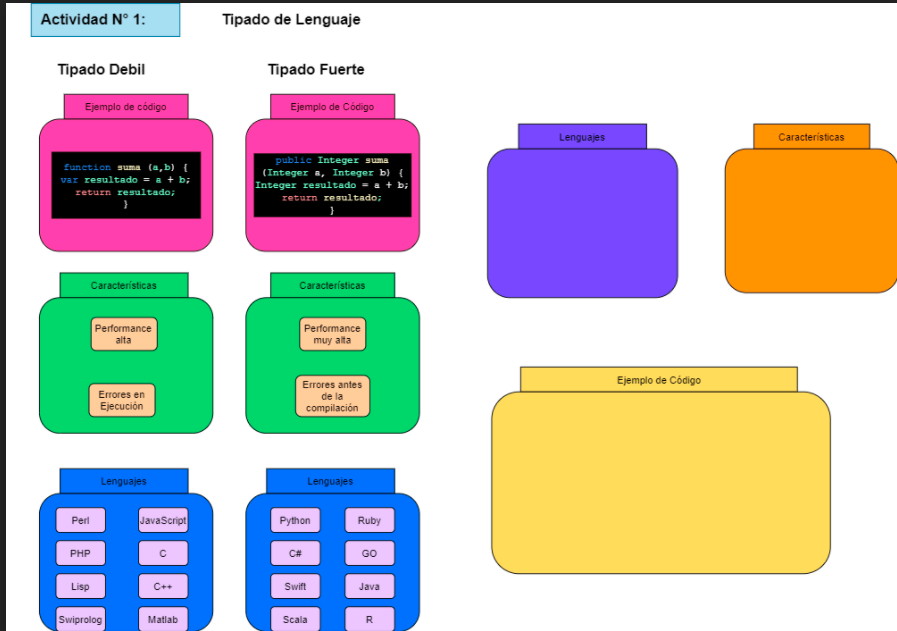 Actividad N° 1:
Tipado de Lenguaje
Tipado Debil
Tipado Fuerte
Ejemplo de código
function suma (a,b) {
var resultado = a + b;
return resultado;
}
Ejemplo de Código
public Integer suma
(Integer a, Integer b) {
Integer resultado = a + b;
return resultado;
}
Características
Performance
alta
Errores en
Ejecución
Características
Performance
muy alta
Errores antes
de la
compilación
Lenguajes
Perl
JavaScript
PHP
C
Lisp
C++
Swiprolog
Matlab
Lenguajes
Python
Ruby
C#
GO
Swift
Java
Scala
R
Lenguajes
Características
Ejemplo de Código